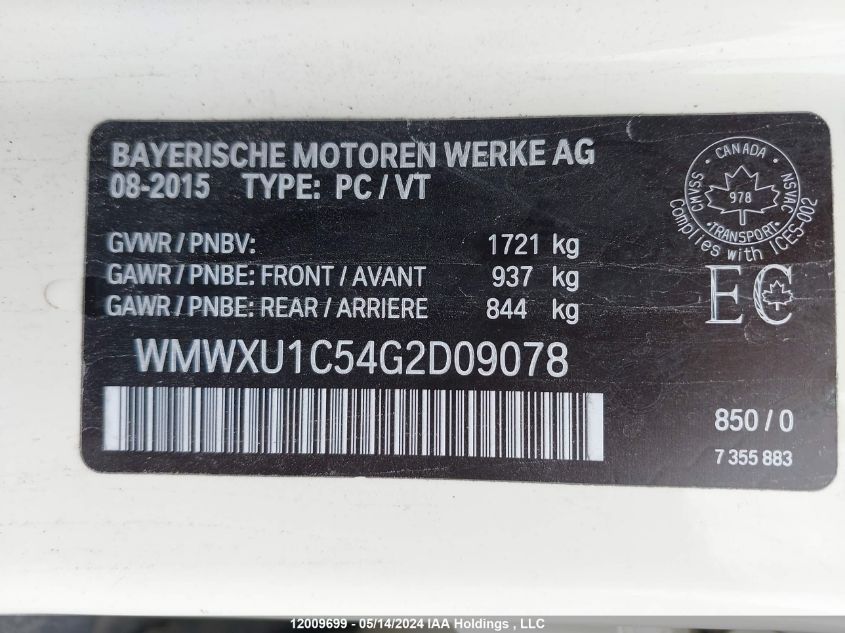 BAYERISCHE MOTOREN WERKE AG
08-2015 TYPE: PC / VT
GVWR / PNBV: 1721 kg
GAWR / PNBE: FRONT / AVANT 937 kg
GAWR / PNBE: REAR / ARRIERE 844 kg
WMWXU1C54G2D09078
CANADA
CMVSS
978
NSVAC
TRANSPORT
Complies with ICES-002
EC
850 / 0
7 355 883
12009699 - 05/14/2024 IAA Holdings , LLC